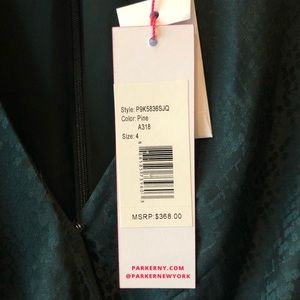 Style: P9K5836SJQ
Color: Pine
A318
Size: 4
MSRP:$368.00
PARKERNY.COM
@PARKERNEWYORK